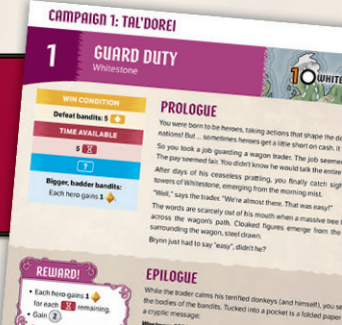 CAMPAIGN 1: TAL'DOREI
1
GUARD DUTY
Whitestone
1
WHITE
WIN CONDITION
Defeat bandits: 5
TIME AVAILABLE
5
?
Bigger, badder bandits:
Each hero gains 1
PROLOGUE
You were born to be heroes, taking actions that shape the de
nations! But ... sometimes heroes get a little short on cash. It
So you took a job guarding a wagon trader. The job seemed
The pay seemed fair. You didn't know he would talk the entire
After days of his ceaseless prattling, you finally catch sigh
towers of Whitestone, emerging from the morning mist.
"Well," says the trader. "We're almost there. That was easy!"
The words are scarcely out of his mouth when a massive tree
across the wagon's path. Cloaked figures emerge from the
surrounding the wagon, steel drawn.
Brynn just had to say "easy", didn't he?
REWARD!
• Each hero gains 1
for each remaining.
• Gain 2
EPILOGUE
While the trader calms his terrified donkeys (and himself), you se
the bodies of the bandits. Tucked into a pocket is a folded paper
a cryptic message: